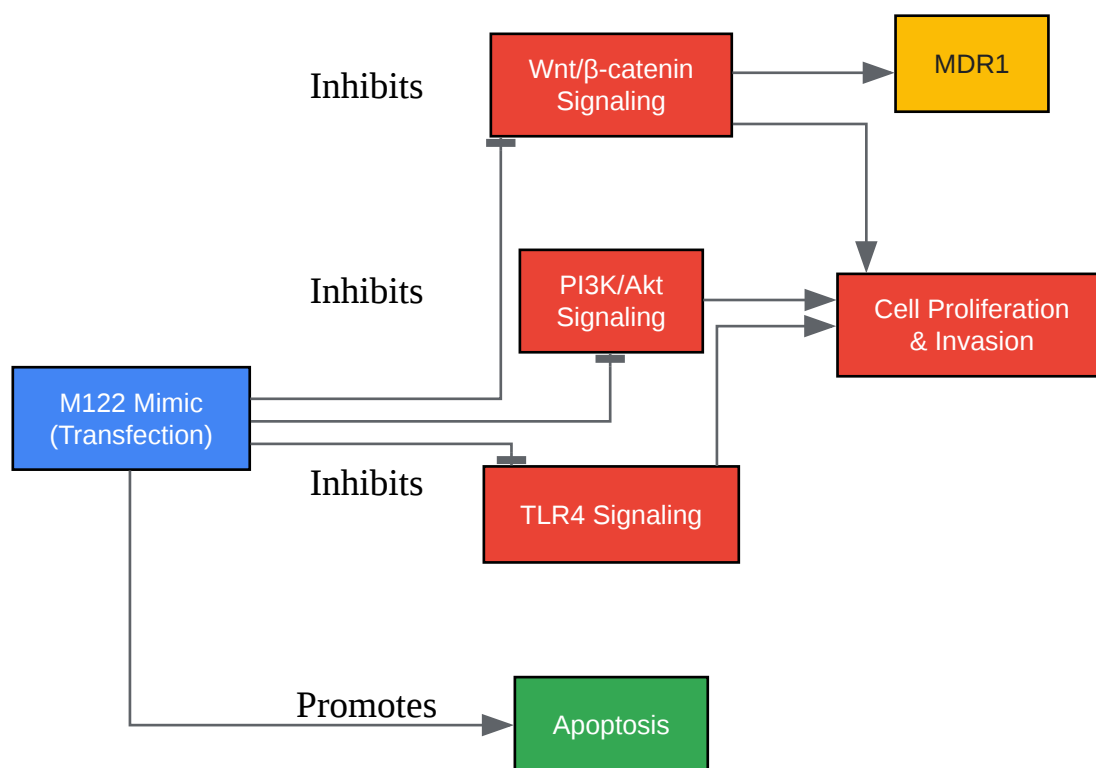 Inhibits
Wnt/β-catenin
Signaling
MDR1
Inhibits
PI3K/Akt
Signaling
Cell Proliferation
& Invasion
M122 Mimic
(Transfection)
Inhibits
TLR4 Signaling
Promotes
Apoptosis